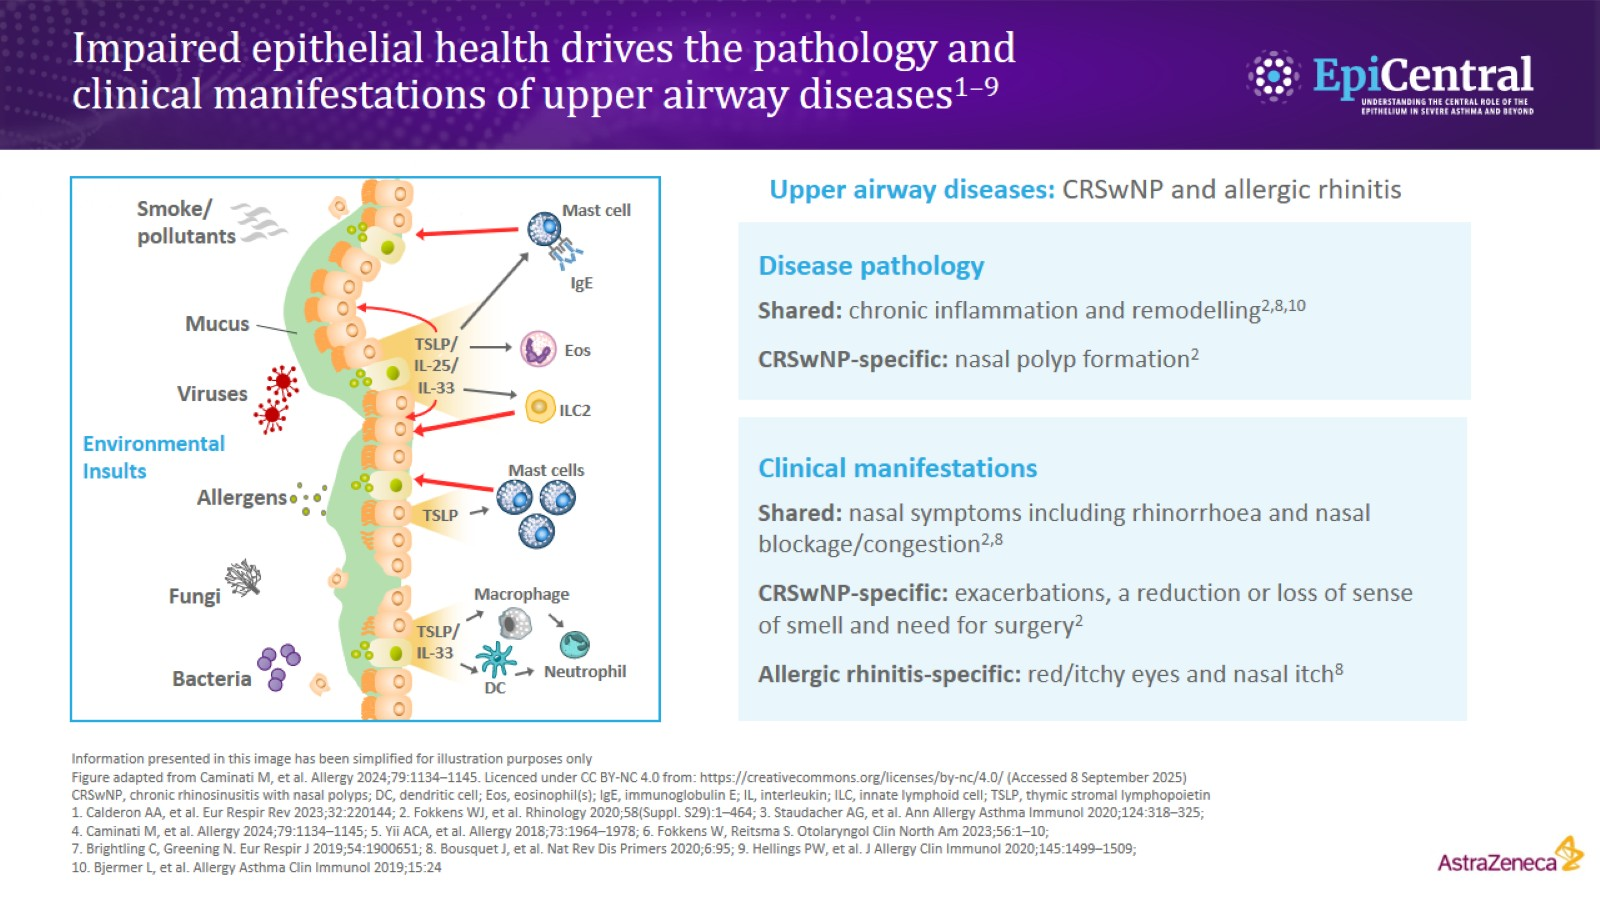 Impaired epithelial health drives the pathology and
clinical manifestations of upper airway diseases1–9
EpiCentral
UNDERSTANDING THE CENTRAL ROLE OF THE
EPITHELIUM IN SEVERE ASTHMA AND BEYOND
Smoke/
pollutants
Mucus
Viruses
Environmental
Insults
Allergens
Fungi
Bacteria
Mast cell
IgE
TSLP/
IL-25/
IL-33
Eos
ILC2
Mast cells
TSLP
Macrophage
TSLP/
IL-33
Neutrophil
DC
Upper airway diseases: CRSwNP and allergic rhinitis
Disease pathology
Shared: chronic inflammation and remodelling2,8,10
CRSwNP-specific: nasal polyp formation2
Clinical manifestations
Shared: nasal symptoms including rhinorrhoea and nasal
blockage/congestion2,8
CRSwNP-specific: exacerbations, a reduction or loss of sense
of smell and need for surgery2
Allergic rhinitis-specific: red/itchy eyes and nasal itch8
Information presented in this image has been simplified for illustration purposes only
Figure adapted from Caminati M, et al. Allergy 2024;79:1134–1145. Licenced under CC BY-NC 4.0 from: https://creativecommons.org/licenses/by-nc/4.0/ (Accessed 8 September 2025)
CRSwNP, chronic rhinosinusitis with nasal polyps; DC, dendritic cell; Eos, eosinophil(s); IgE, immunoglobulin E; IL, interleukin; ILC, innate lymphoid cell; TSLP, thymic stromal lymphopoietin
1. Calderon AA, et al. Eur Respir Rev 2023;32:220144; 2. Fokkens WJ, et al. Rhinology 2020;58(Suppl. S29):1–464; 3. Staudacher AG, et al. Ann Allergy Asthma Immunol 2020;124:318–325;
4. Caminati M, et al. Allergy 2024;79:1134–1145; 5. Yii ACA, et al. Allergy 2018;73:1964–1978; 6. Fokkens W, Reitsma S. Otolaryngol Clin North Am 2023;56:1–10;
7. Brightling C, Greening N. Eur Respir J 2019;54:1900651; 8. Bousquet J, et al. Nat Rev Dis Primers 2020;6:95; 9. Hellings PW, et al. J Allergy Clin Immunol 2020;145:1499–1509;
10. Bjermer L, et al. Allergy Asthma Clin Immunol 2019;15:24
AstraZeneca